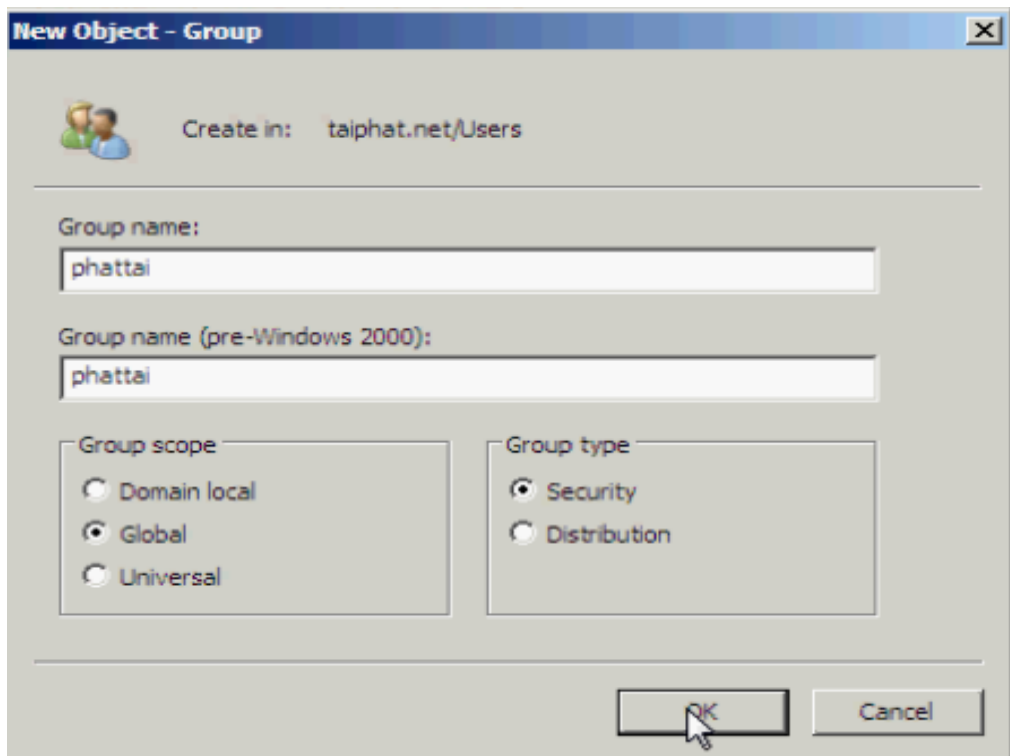 New Object - Group
Create in: taiphat.net/Users
Group name:
phattai
Group name (pre-Windows 2000):
phattai
Group scope
Domain local
Global
Universal
Group type
Security
Distribution
OK
Cancel